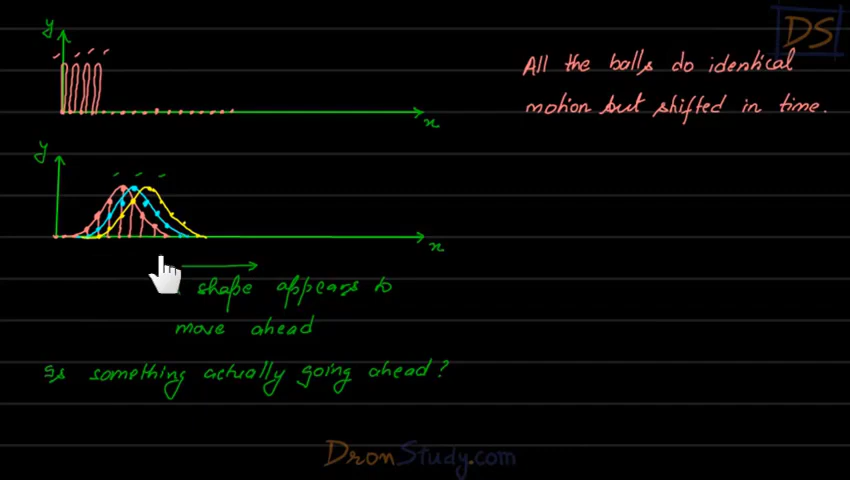 y
DS
All the balls do identical
motion but shifted in time.
x
y
x
shape appears to
move ahead
Is something actually going ahead?
DronStudy.com